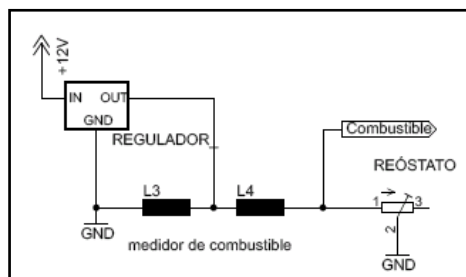 +12V
IN OUT
GND
REGULADOR
Combustible
REÓSTATO
L3 L4
1 3
2
GND
medidor de combustible
GND